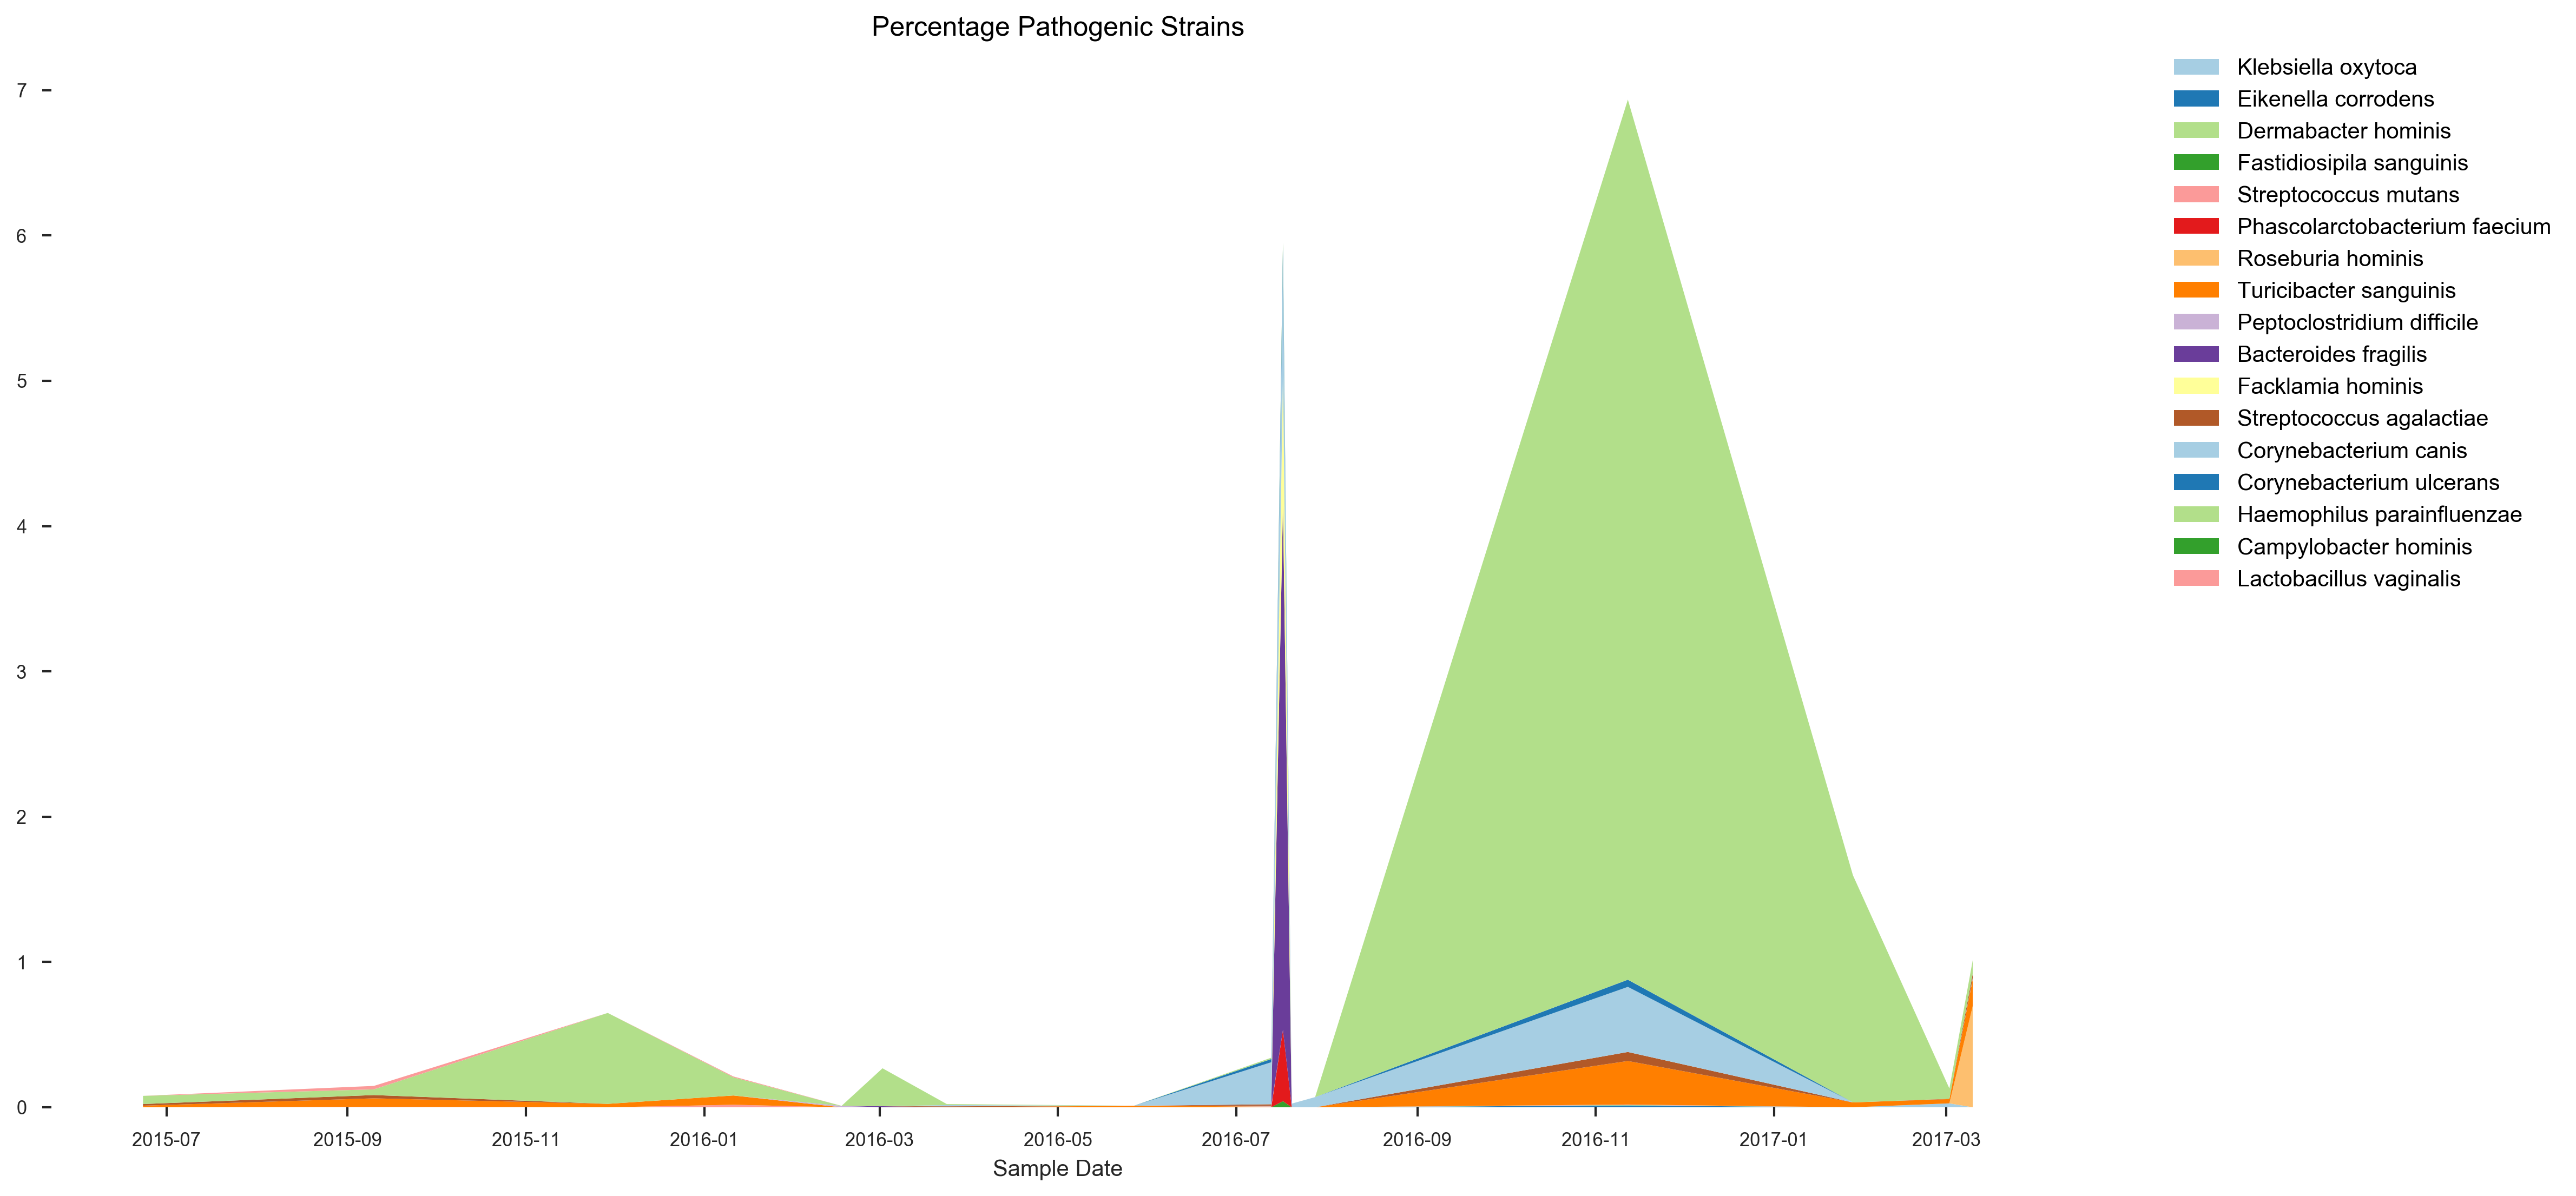 Percentage Pathogenic Strains
7
6
5
4
3
2
1
0
2015-07
2015-09
2015-11
2016-01
2016-03
2016-05
2016-07
2016-09
2016-11
2017-01
2017-03
Sample Date
Klebsiella oxytoca
Eikenella corrodens
Dermabacter hominis
Fastidiosipila sanguinis
Streptococcus mutans
Phascolarctobacterium faecium
Roseburia hominis
Turicibacter sanguinis
Peptoclostridium difficile
Bacteroides fragilis
Facklamia hominis
Streptococcus agalactiae
Corynebacterium canis
Corynebacterium ulcerans
Haemophilus parainfluenzae
Campylobacter hominis
Lactobacillus vaginalis